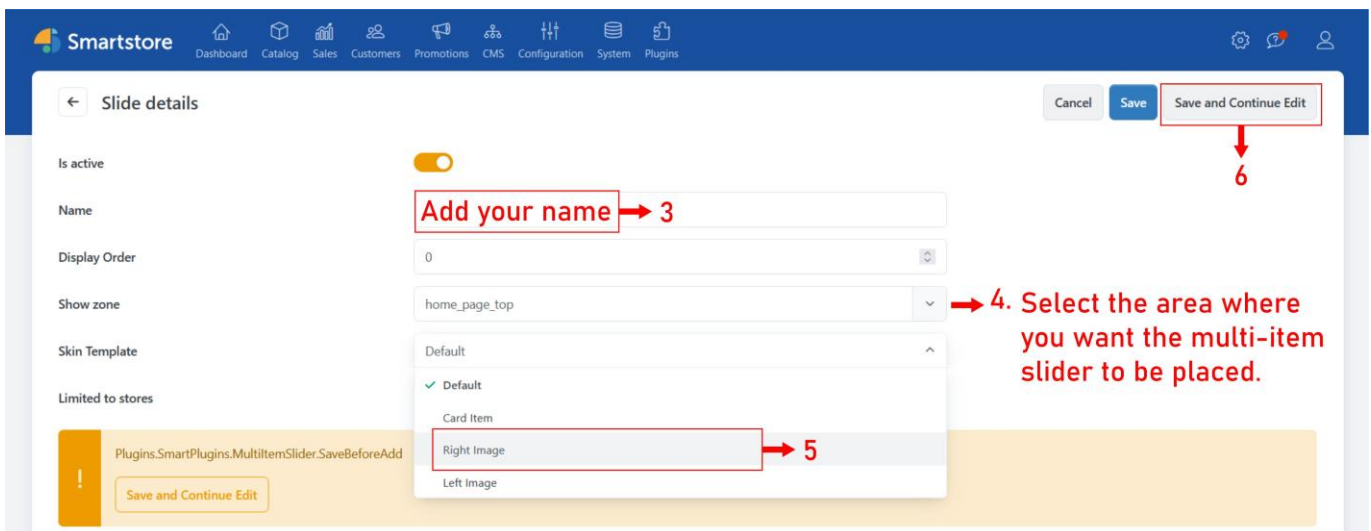 Smartstore
Dashboard Catalog Sales Customers Promotions CMS Configuration System Plugins
Slide details
Cancel Save Save and Continue Edit
6
Is active
Name Add your name 3
Display Order 0
Show zone home_page_top 4. Select the area where
you want the multi-item
slider to be placed.
Skin Template Default
Default
Limited to stores
Card Item
Right Image 5
Left Image
Plugins.SmartPlugins.MultiItemSlider.SaveBeforeAdd
!
Save and Continue Edit